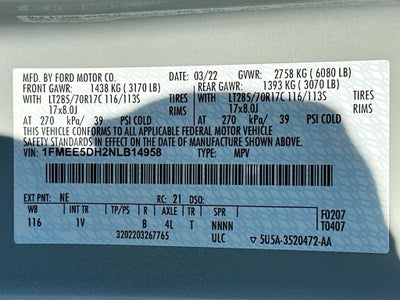 MFD. BY FORD MOTOR CO. 03/22 GVWR: 2758 KG ( 6080 LB)
FRONT GAWR: 1438 KG ( 3170 LB) REAR GAWR: 1393 KG ( 3070 LB)
WITH LT285/70R17C 116/113S TIRES WITH LT285/70R17C 116/113S TIRES
17x8.0J RIMS 17x8.0J RIMS
AT 270 kPa/ 39 PSI COLD AT 270 kPa/ 39 PSI COLD
THIS VEHICLE CONFORMS TO ALL APPLICABLE FEDERAL MOTOR VEHICLE
SAFETY STANDARDS IN EFFECT ON THE DATE OF MANUFACTURE SHOWN ABOVE.
VIN: 1FMEE5DH2NLB14958 TYPE: MPV
EXT PNT: NE RC: 21 DSO:
WB INT TR TP/PS R AXLE TR SPR
116 1V B 4L T NNNN
F0207
T0407
3202203267765 ULC 5U5A-3520472-AA